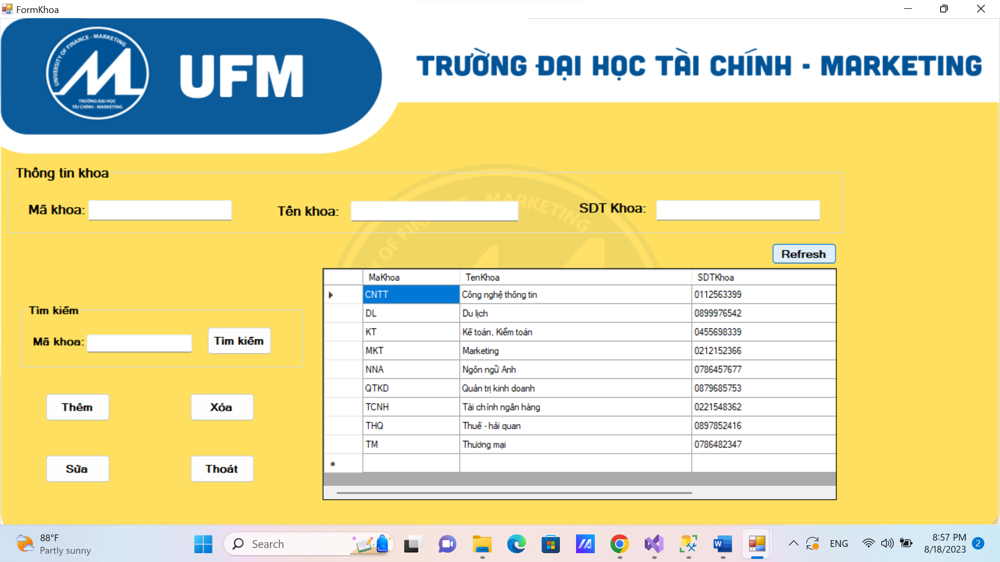 FormKhoa
UNIVERSITY OF FINANCE - MARKETING
TRƯỜNG ĐẠI HỌC
TÀI CHÍNH - MARKETING
UFM
TRƯỜNG ĐẠI HỌC TÀI CHÍNH - MARKETING
Thông tin khoa
Mã khoa:
Tên khoa:
SDT Khoa:
MARKETING
Refresh
MaKhoa TenKhoa SDTKhoa
CNTT Công nghệ thông tin 0112563399
DL Du lịch 0899976542
KT Kế toán, Kiểm toán 0455698339
MKT Marketing 0212152366
NNA Ngôn ngữ Anh 0786457677
QTKD Quản trị kinh doanh 0879685753
TCNH Tài chính ngân hàng 0221548362
THQ Thuế - hải quan 0897852416
TM Thương mại 0786482347
Tìm kiếm
Mã khoa:
Tìm kiếm
Thêm
Xóa
Sửa
Thoát
88°F
Partly sunny
Search
ENG
8:57 PM
8/18/2023
2